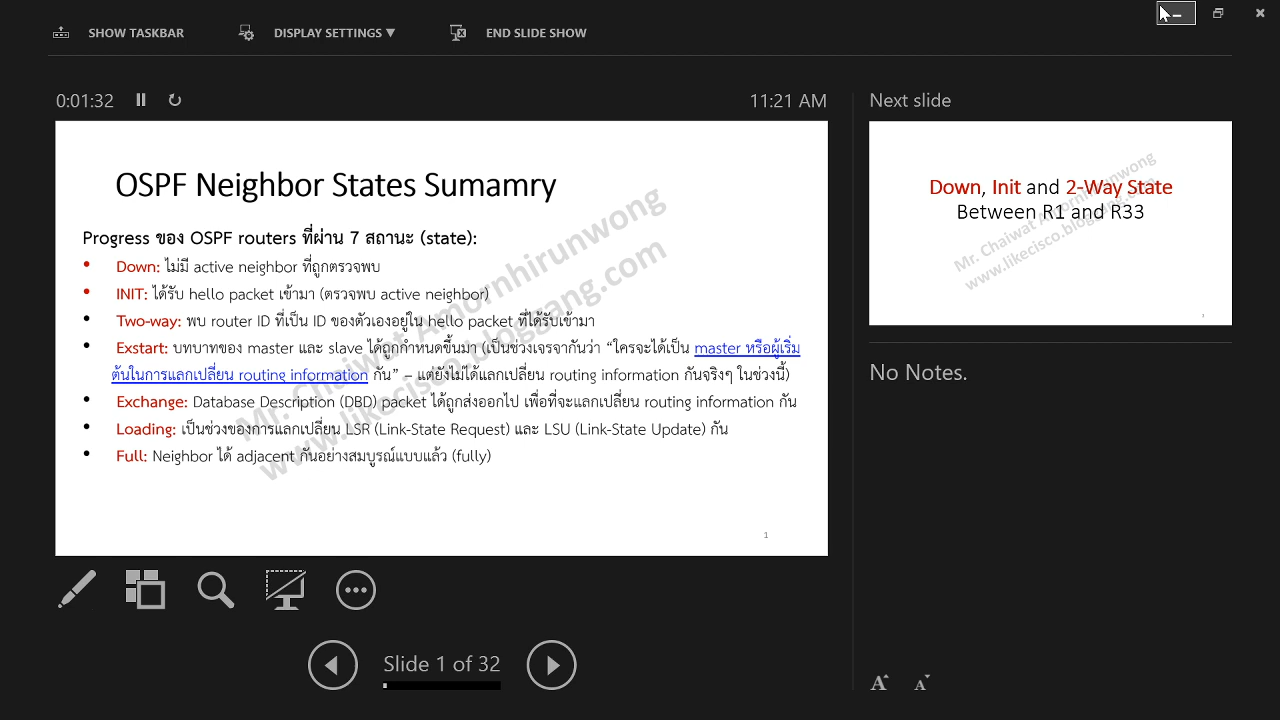 SHOW TASKBAR
DISPLAY SETTINGS ▼
END SLIDE SHOW
0:01:32
11:21 AM
Next slide
OSPF Neighbor States Sumamry
Progress ของ OSPF routers ที่ผ่าน 7 สถานะ (state):
• Down: ไม่มี active neighbor ที่ถูกตรวจพบ
• INIT: ได้รับ hello packet เข้ามา (ตรวจพบ active neighbor)
• Two-way: พบ router ID ที่เป็น ID ของตัวเองอยู่ใน hello packet ที่ได้รับเข้ามา
• Exstart: บทบาทของ master และ slave ได้ถูกกำหนดขึ้นมา (เป็นช่วงเจรจากันว่า “ใครจะได้เป็น master หรือผู้เริ่ม
ต้นในการแลกเปลี่ยน routing information กัน” – แต่ยังไม่ได้แลกเปลี่ยน routing information กันจริงๆ ในช่วงนี้)
• Exchange: Database Description (DBD) packet ได้ถูกส่งออกไป เพื่อที่จะแลกเปลี่ยน routing information กัน
• Loading: เป็นช่วงของการแลกเปลี่ยน LSR (Link-State Request) และ LSU (Link-State Update) กัน
• Full: Neighbor ได้ adjacent กันอย่างสมบูรณ์แบบแล้ว (fully)
Mr. Chaiwat Amornhirunwong
www.likecisco.bloggang.com
1
Down, Init and 2-Way State
Between R1 and R33
Mr. Chaiwat Amornhirunwong
www.likecisco.bloggang.com
No Notes.
Slide 1 of 32
A A